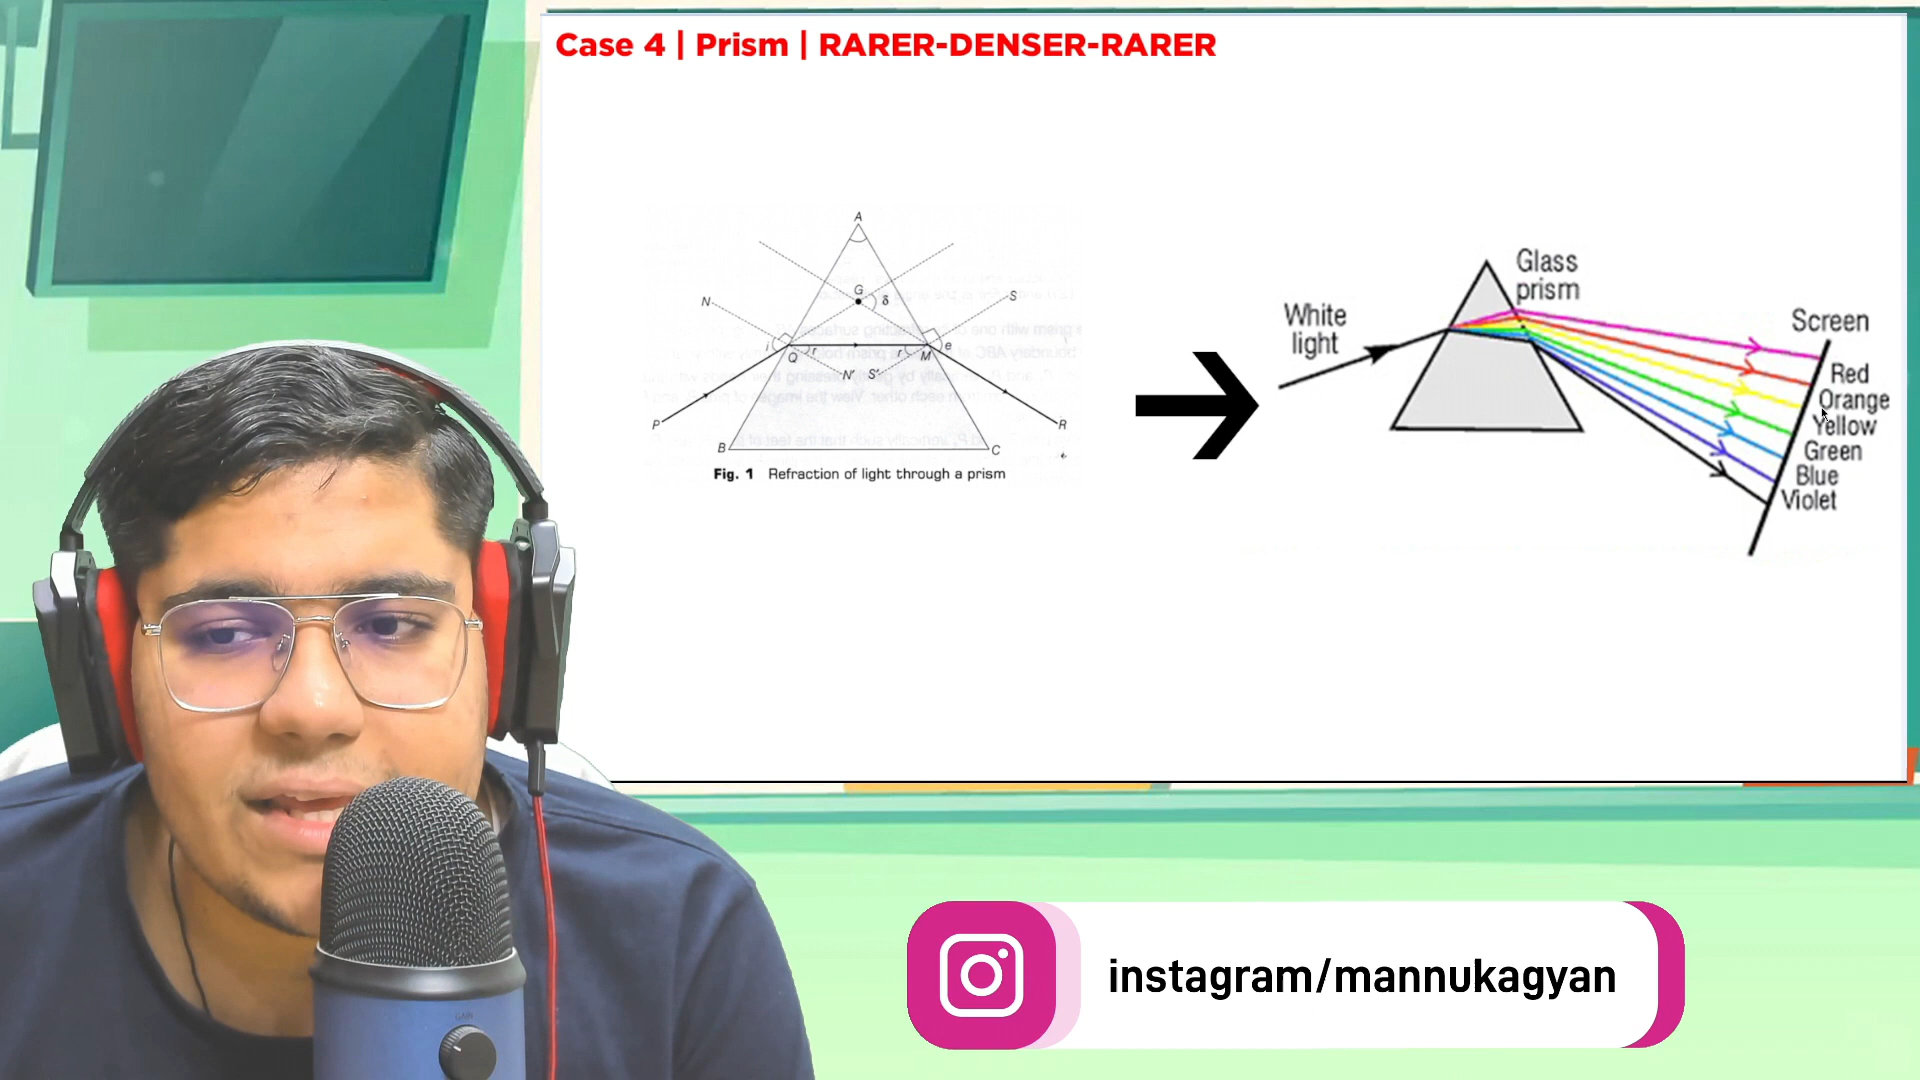 Case 4 | Prism | RARER-DENSER-RARER
A
G
δ
N
S
i
r
r
e
Q
M
N'
S'
P
R
B
C
Fig. 1 Refraction of light through a prism
White
light
Glass
prism
Screen
Red
Orange
Yellow
Green
Blue
Violet
instagram/mannukagyan
GAIN